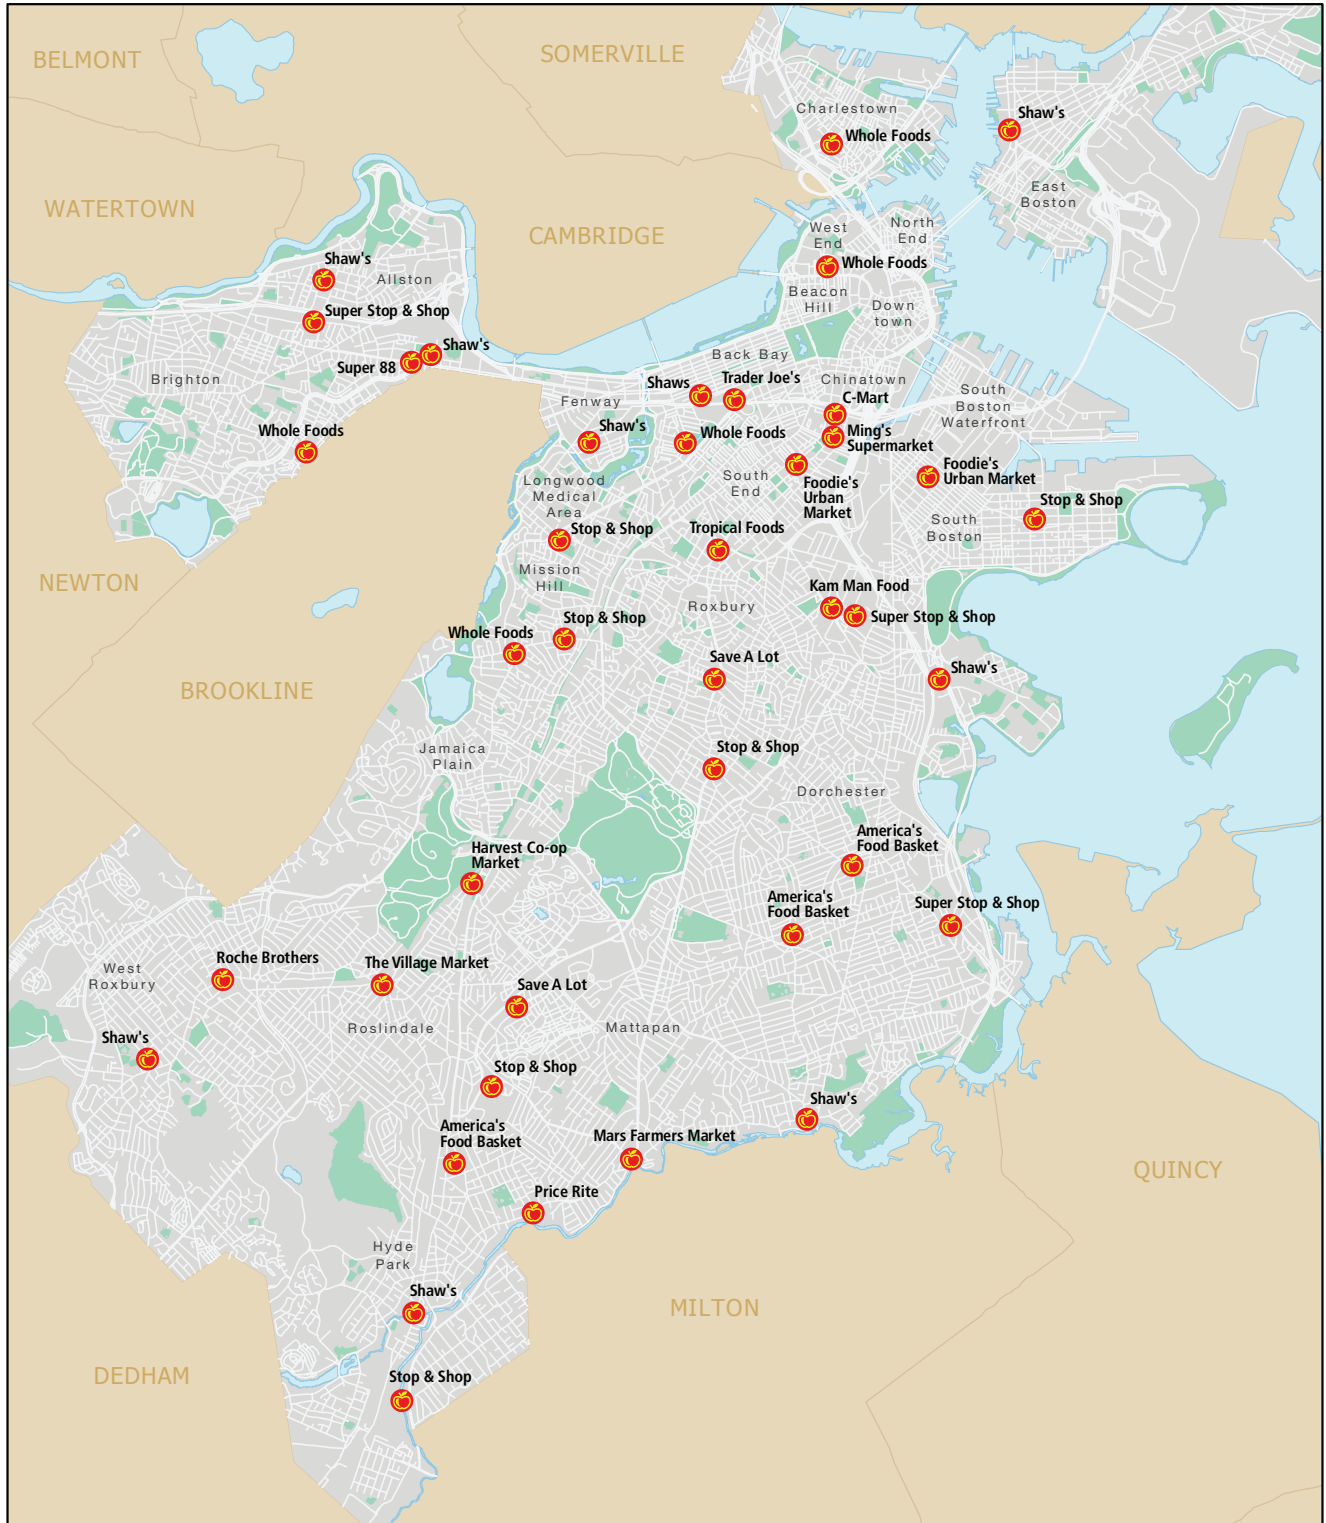 BELMONT
SOMERVILLE
Charlestown
Whole Foods
Shaw's
East
Boston
WATERTOWN
CAMBRIDGE
West
End
North
End
Whole Foods
Beacon
Hill
Down
town
Shaw's
Allston
Super Stop & Shop
Shaw's
Super 88
Brighton
Whole Foods
Back Bay
Shaws
Trader Joe's
Chinatown
C-Mart
South
Boston
Waterfront
Fenway
Shaw's
Whole Foods
Ming's
Supermarket
South
End
Foodie's
Urban
Market
Foodie's
Urban Market
Stop & Shop
South
Boston
Longwood
Medical
Area
Stop & Shop
Tropical Foods
Mission
Hill
NEWTON
Kam Man Food
Super Stop & Shop
Roxbury
Stop & Shop
Whole Foods
Save A Lot
Shaw's
BROOKLINE
Jamaica
Plain
Stop & Shop
Dorchester
America's
Food Basket
Harvest Co-op
Market
America's
Food Basket
Super Stop & Shop
West
Roxbury
Roche Brothers
The Village Market
Save A Lot
Roslindale
Mattapan
Shaw's
Stop & Shop
Shaw's
America's
Food Basket
Mars Farmers Market
QUINCY
Price Rite
Hyde
Park
Shaw's
MILTON
DEDHAM
Stop & Shop